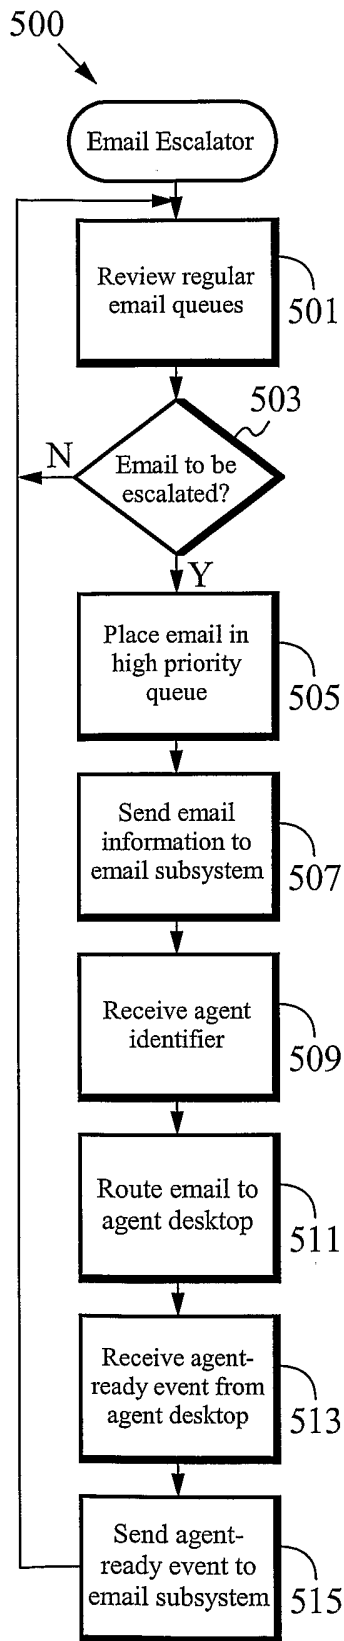 500
Email Escalator
Review regular
email queues
501
503
Email to be
escalated?
N
Y
Place email in
high priority
queue
505
Send email
information to
email subsystem
507
Receive agent
identifier
509
Route email to
agent desktop
511
Receive agent-
ready event from
agent desktop
513
Send agent-
ready event to
email subsystem
515